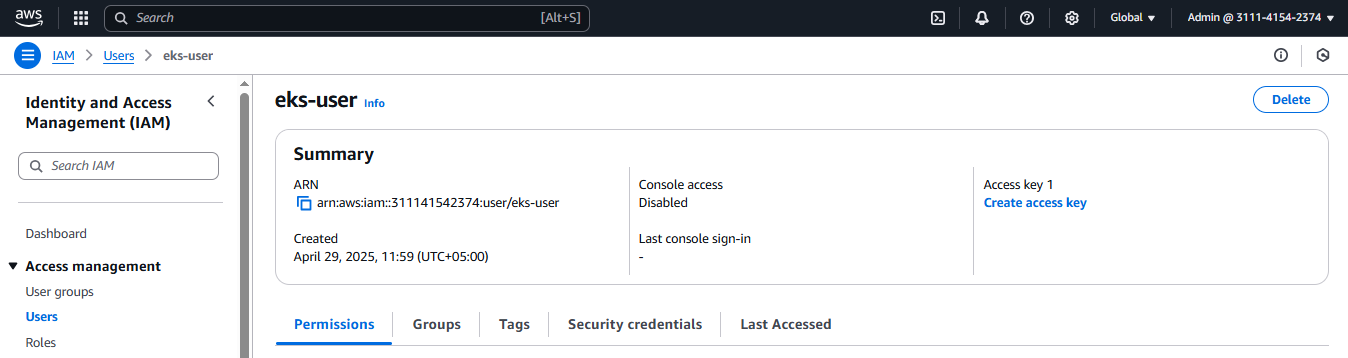 aws
Search [Alt+S] Global Admin @ 3111-4154-2374
IAM Users eks-user
Identity and Access
Management (IAM)
Search IAM
Dashboard
Access management
User groups
Users
Roles
eks-user Info
Delete
Summary
ARN
arn:aws:iam::311141542374:user/eks-user
Created
April 29, 2025, 11:59 (UTC+05:00)
Console access
Disabled
Last console sign-in
-
Access key 1
Create access key
Permissions Groups Tags Security credentials Last Accessed